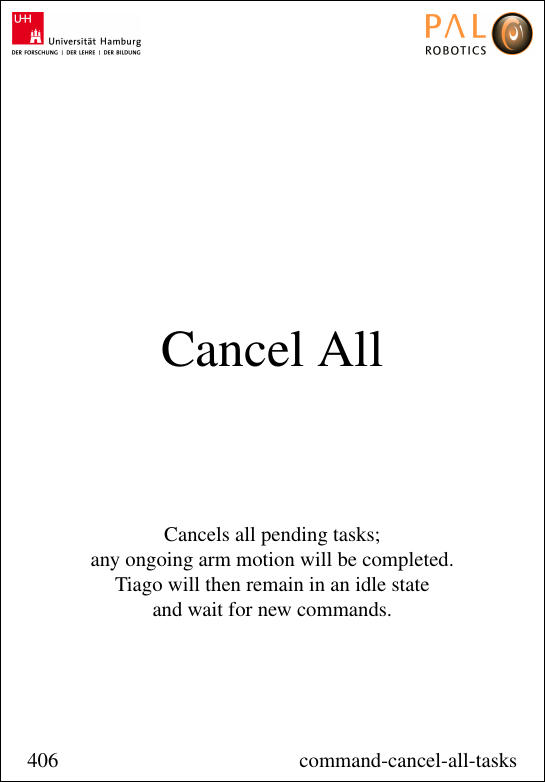 UHH
Universität Hamburg
DER FORSCHUNG | DER LEHRE | DER BILDUNG
PAL
ROBOTICS
Cancel All
Cancels all pending tasks;
any ongoing arm motion will be completed.
Tiago will then remain in an idle state
and wait for new commands.
406
command-cancel-all-tasks